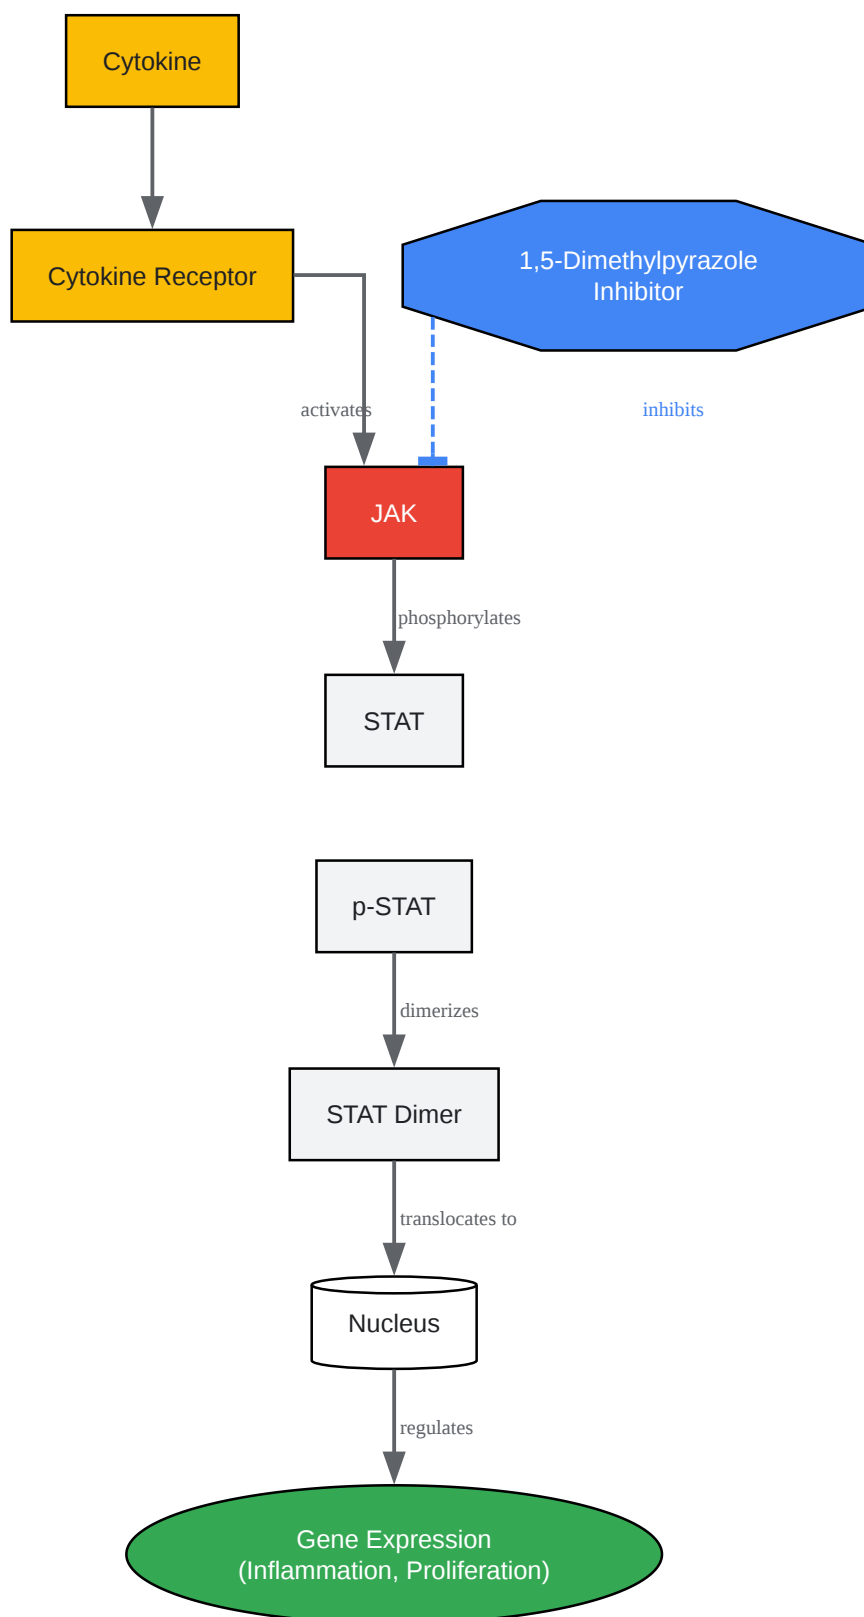 Cytokine
Cytokine Receptor
1,5-Dimethylpyrazole
Inhibitor
activates
inhibits
JAK
phosphorylates
STAT
p-STAT
dimerizes
STAT Dimer
translocates to
Nucleus
regulates
Gene Expression
(Inflammation, Proliferation)